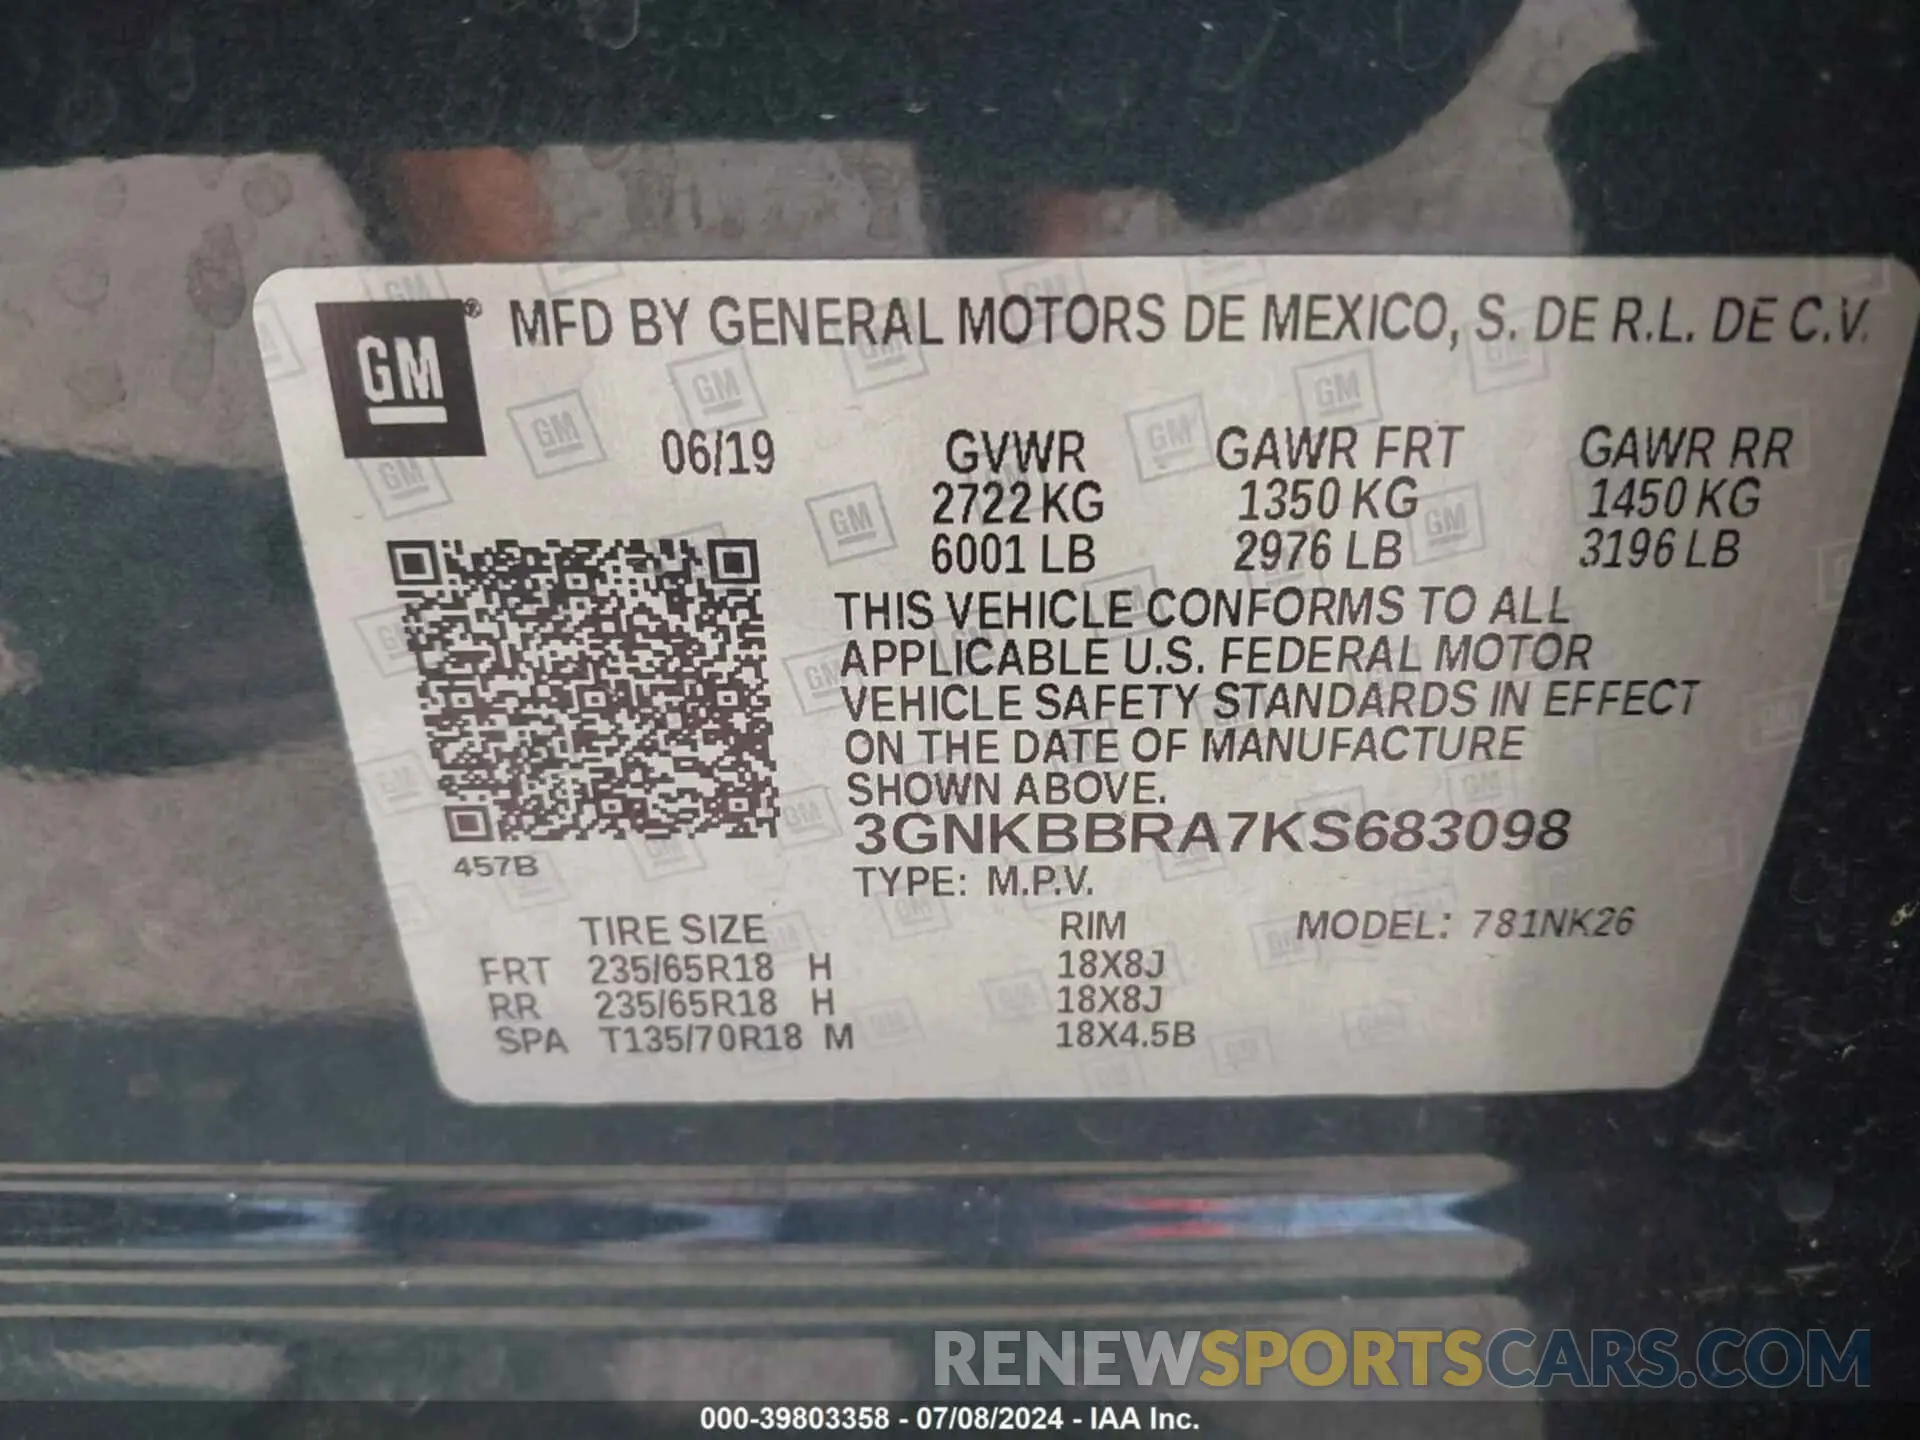 GM® MFD BY GENERAL MOTORS DE MEXICO, S. DE R.L. DE C.V.
06/19 GVWR GAWR FRT GAWR RR
2722 KG 1350 KG 1450 KG
6001 LB 2976 LB 3196 LB
THIS VEHICLE CONFORMS TO ALL
APPLICABLE U.S. FEDERAL MOTOR
VEHICLE SAFETY STANDARDS IN EFFECT
ON THE DATE OF MANUFACTURE
SHOWN ABOVE.
3GNKBBRA7KS683098
457B
TYPE: M.P.V.
TIRE SIZE RIM MODEL: 781NK26
FRT 235/65R18 H 18X8J
RR 235/65R18 H 18X8J
SPA T135/70R18 M 18X4.5B
RENEWSPORTSCARS.COM
000-39803358 - 07/08/2024 - IAA Inc.